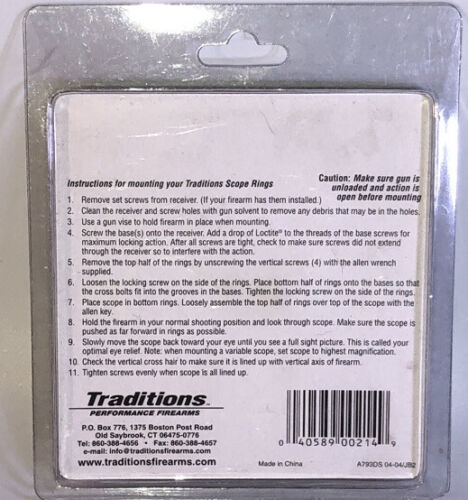 Instructions for mounting your Traditions Scope Rings
Caution: Make sure gun is
unloaded and action is
open before mounting
1. Remove set screws from receiver. (If your firearm has them installed.)
2. Clean the receiver and screw holes with gun solvent to remove any debris that may be in the holes.
3. Use a gun vise to hold firearm in place when mounting.
4. Screw the base(s) onto the receiver. Add a drop of Loctite® to the threads of the base screws for
maximum locking action. After all screws are tight, check to make sure screws did not extend
through the receiver so to interfere with the action.
5. Remove the top half of the rings by unscrewing the vertical screws (4) with the allen wrench
supplied.
6. Loosen the locking screw on the side of the rings. Place bottom half of rings onto the bases so that
the cross bolts fit into the grooves in the bases. Tighten the locking screw on the side of the rings.
7. Place scope in bottom rings. Loosely assemble the top half of rings over top of the scope with the
allen key.
8. Hold the firearm in your normal shooting position and look through scope. Make sure the scope is
pushed as far forward in rings as possible.
9. Slowly move the scope back toward your eye until you see a full sight picture. This is called your
optimal eye relief. Note: when mounting a variable scope, set scope to highest magnification.
10. Check the vertical cross hair to make sure it is lined up with vertical axis of firearm.
11. Tighten screws evenly when scope is all lined up.
Traditions
PERFORMANCE FIREARMS
P.O. Box 776, 1375 Boston Post Road
Old Saybrook, CT 06475-0776
Tel: 860-388-4656 • Fax: 860-388-4657
e-mail: info@traditionsfirearms.com
www.traditionsfirearms.com
0 40589 00214 9
Made in China
A793DS 04-04/JB2